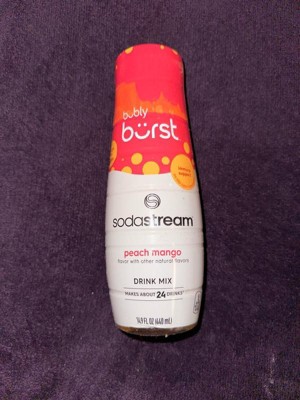 bubly
bürst
sodastream
peach mango
flavor with other natural flavors
DRINK MIX
MAKES ABOUT 24 DRINKS
14.9 FL OZ (440 mL)